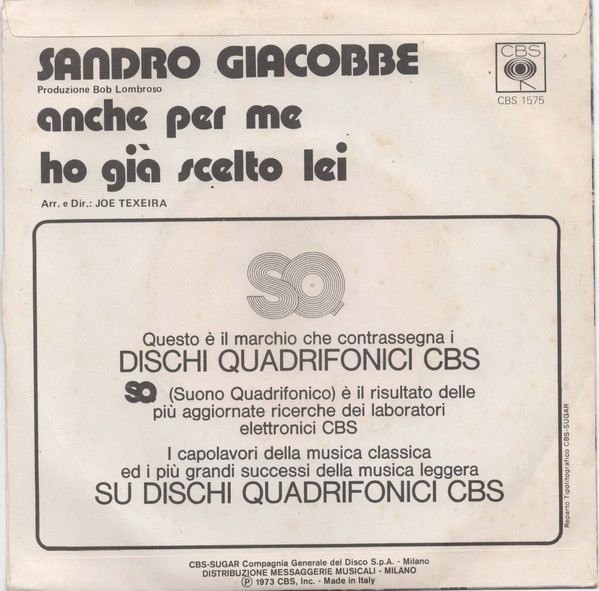 SANDRO GIACOBBE
Produzione Bob Lombroso
CBS
CBS 1575
anche per me
ho già scelto lei
Arr. e Dir.: JOE TEXEIRA
SQ
Questo è il marchio che contrassegna i
DISCHI QUADRIFONICI CBS
SQ (Suono Quadrifonico) è il risultato delle
più aggiornate ricerche dei laboratori
elettronici CBS
I capolavori della musica classica
ed i più grandi successi della musica leggera
SU DISCHI QUADRIFONICI CBS
Reparto Tipolitografico CBS-SUGAR
CBS-SUGAR Compagnia Generale del Disco S.p.A. - Milano
DISTRIBUZIONE MESSAGGERIE MUSICALI - MILANO
Ⓟ 1973 CBS, Inc. - Made in Italy